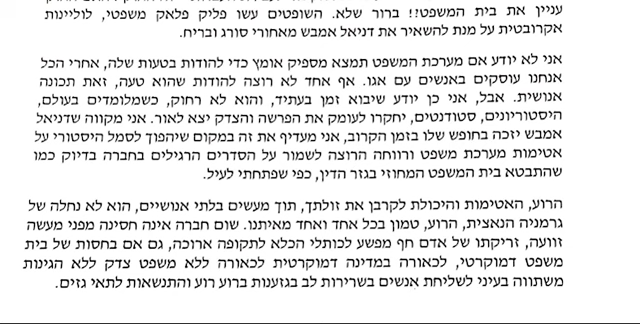 עניין את בית המשפט!! ברור שלא. השופטים עשו פליק פלאק משפטי, לוליינות
אקרובטית על מנת להשאיר את דניאל אמבש מאחורי סורג ובריח.
אני לא יודע אם מערכת המשפט תמצא מספיק אומץ כדי להודות בטעות שלה, אחרי הכל
אנחנו עוסקים באנשים עם אגו. אף אחד לא רוצה להודות שהוא טעה, זאת תכונה
אנושית. אבל, אני כן יודע שיבוא זמן בעתיד, והוא לא רחוק, כשמלומדים בעולם,
היסטוריונים, סטודנטים, יחקרו לעומק את הפרשה והצדק יצא לאור. אני מקווה שדניאל
אמבש יזכה בחופש שלו בזמן הקרוב, אני מעדיף את זה במקום שיהפוך לסמל היסטורי על
אטימות מערכת משפט ורווחה הרוצה לשמור על הסדרים הרגילים בחברה בדיוק כמו
שהתבטא בית המשפט המחוזי בגזר הדין, כפי שפתחתי לעיל.
הרוע, האטימות והיכולת לקרבן את זולתך, תוך מעשים בלתי אנושיים, הוא לא נחלה של
גרמניה הנאצית, הרוע, טמון בכל אחד ואחד מאיתנו. שום חברה אינה חסינה מפני מעשה
זוועה, זריקתו של אדם חף מפשע לכותלי הכלא לתקופה ארוכה, גם אם בחסות של בית
משפט דמוקרטי, לכאורה במדינה דמוקרטית לכאורה ללא משפט צדק ללא הגינות
משתווה בעיני לשליחת אנשים בשרירות לב בגזענות ברוע רוע והתנשאות לתאי גזים.